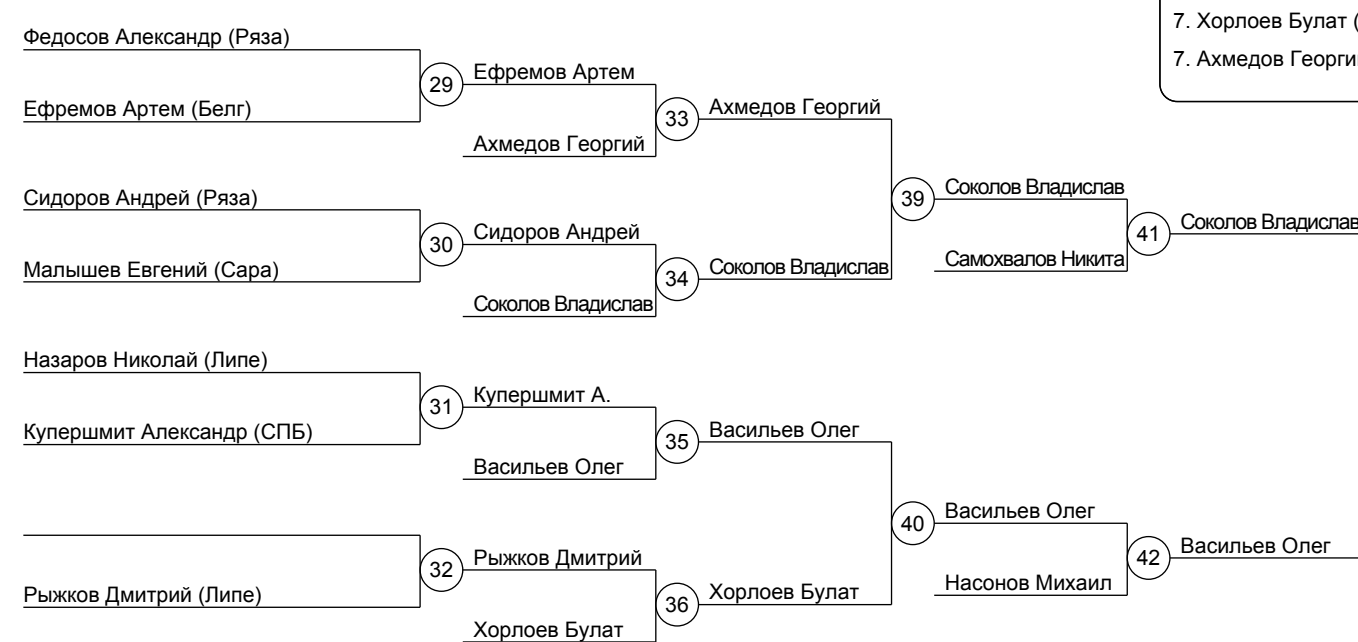 7. Хорлоев Булат (
7. Ахмедов Георги
Федосов Александр (Ряза)
29
Ефремов Артем
Ефремов Артем (Белг)
33
Ахмедов Георгий
Ахмедов Георгий
Сидоров Андрей (Ряза)
39
Соколов Владислав
30
Сидоров Андрей
41
Соколов Владислав
Малышев Евгений (Сара)
34
Соколов Владислав
Самохвалов Никита
Соколов Владислав
Назаров Николай (Липе)
31
Купершмит А.
Купершмит Александр (СПБ)
35
Васильев Олег
Васильев Олег
40
Васильев Олег
32
Рыжков Дмитрий
42
Васильев Олег
Рыжков Дмитрий (Липе)
36
Хорлоев Булат
Насонов Михаил
Хорлоев Булат